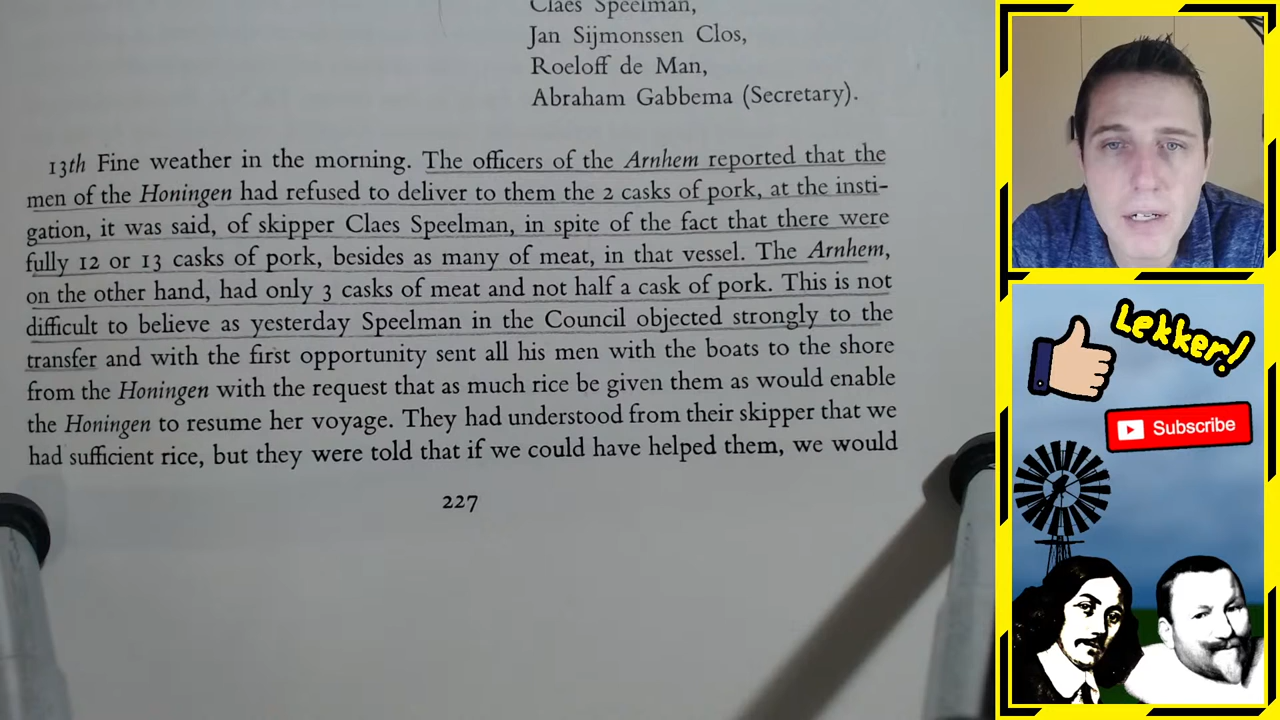 Claes Speelman,
Jan Sijmonssen Clos,
Roeloff de Man,
Abraham Gabbema (Secretary).
13th Fine weather in the morning. The officers of the Arnhem reported that the
men of the Honingen had refused to deliver to them the 2 casks of pork, at the insti-
gation, it was said, of skipper Claes Speelman, in spite of the fact that there were
fully 12 or 13 casks of pork, besides as many of meat, in that vessel. The Arnhem,
on the other hand, had only 3 casks of meat and not half a cask of pork. This is not
difficult to believe as yesterday Speelman in the Council objected strongly to the
transfer and with the first opportunity sent all his men with the boats to the shore
from the Honingen with the request that as much rice be given them as would enable
the Honingen to resume her voyage. They had understood from their skipper that we
had sufficient rice, but they were told that if we could have helped them, we would
227
Lekker!
Subscribe